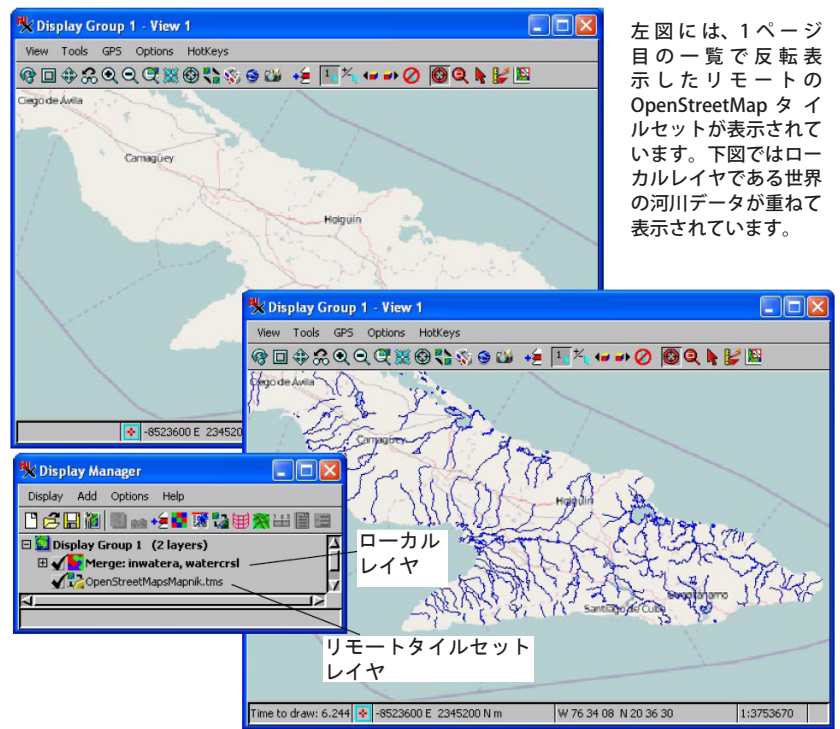 Display Group 1 - View 1
View Tools GPS Options HotKeys
Ciego de Ávila
Camagüey
Holguín
-8523600 E 234520
左図には、1 ページ
目の一覧で反転表
示したリモートの
OpenStreetMap タイ
ルセットが表示されて
います。下図ではロー
カルレイヤである世界
の河川データが重ねて
表示されています。
Display Group 1 - View 1
View Tools GPS Options HotKeys
Ciego de Ávila
Camagüey
Holguín
Santiago de Cuba
Guantánamo
Time to draw: 6.244 -8523600 E 2345200 N m W 76 34 08 N 20 36 30 1:3753670
Display Manager
Display Add Options Help
Display Group 1 (2 layers)
Merge: inwatera, watercrsl
OpenStreetMapsMapnik.tms
ローカル
レイヤ
リモートタイルセット
レイヤ